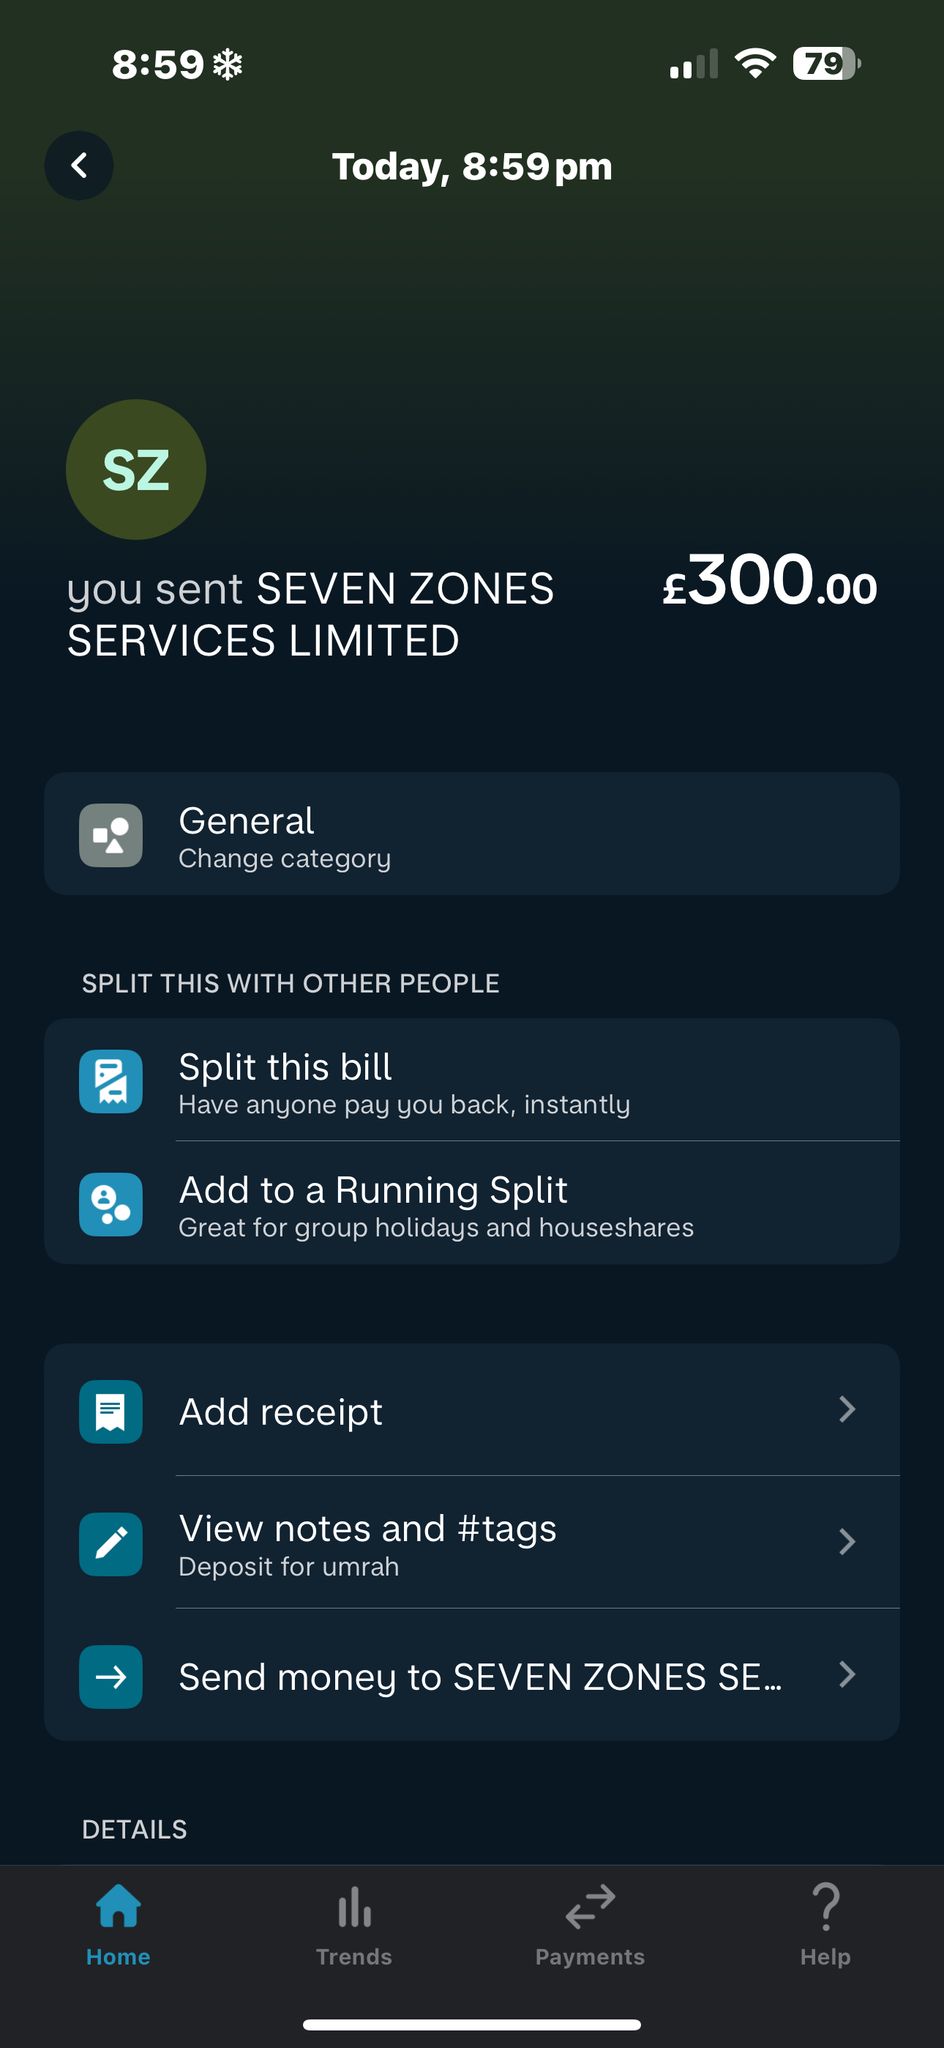 8:59
79
Today, 8:59pm
SZ
you sent SEVEN ZONES
SERVICES LIMITED
£300.00
General
Change category
SPLIT THIS WITH OTHER PEOPLE
Split this bill
Have anyone pay you back, instantly
Add to a Running Split
Great for group holidays and houseshares
Add receipt
View notes and #tags
Deposit for umrah
Send money to SEVEN ZONES SE...
DETAILS
Home
Trends
Payments
Help